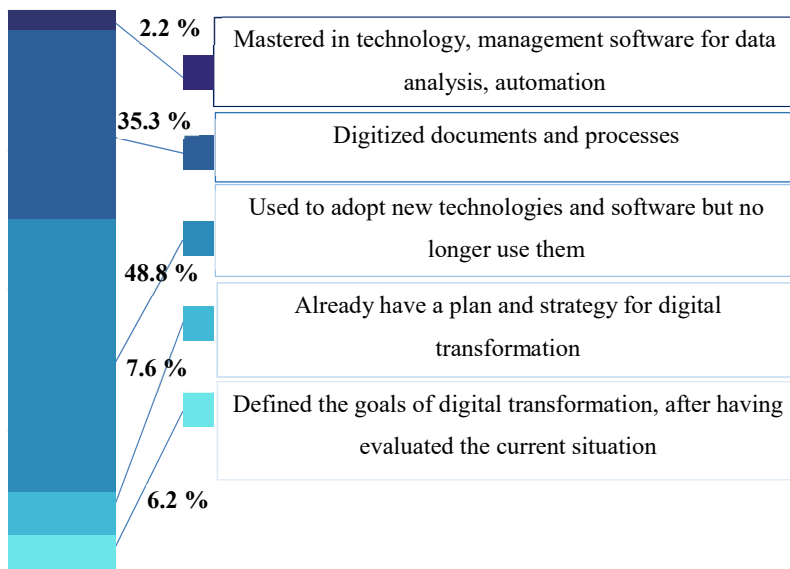 2.2 %
Mastered in technology, management software for data
analysis, automation
35.3 %
Digitized documents and processes
48.8 %
Used to adopt new technologies and software but no
longer use them
7.6 %
Already have a plan and strategy for digital
transformation
6.2 %
Defined the goals of digital transformation, after having
evaluated the current situation